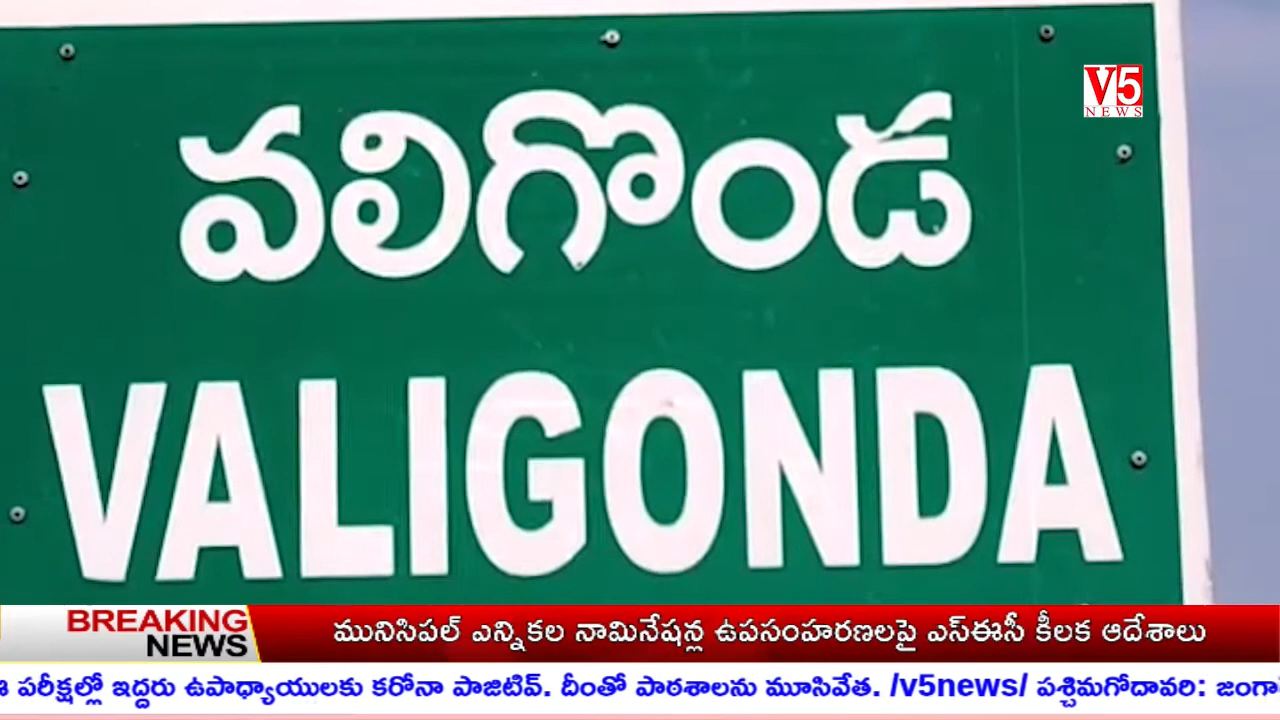 V5
NEWS
వలిగొండ
VALIGONDA
BREAKING
NEWS
మునిసిపల్ ఎన్నికల నామినేషన్ల ఉపసంహరణలపై ఎస్ఈసీ కీలక ఆదేశాలు
పరీక్షల్లో ఇద్దరు ఉపాధ్యాయులకు కరోనా పాజిటివ్. దీంతో పాఠశాలను మూసివేత. /v5news/ పశ్చిమగోదావరి: